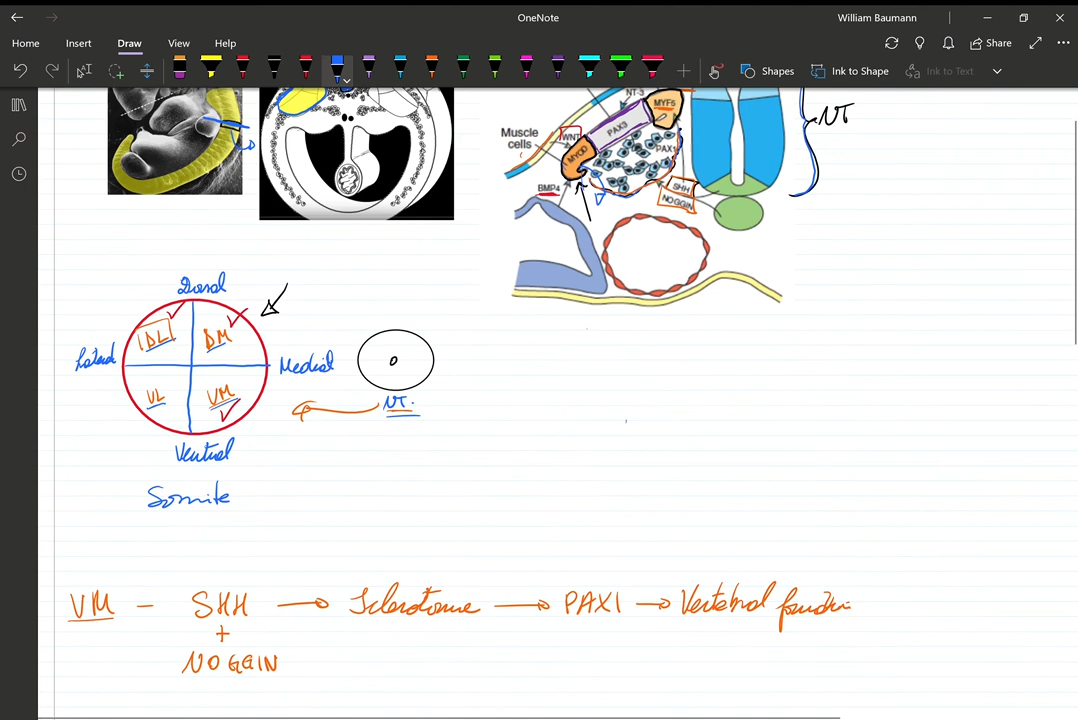 OneNote
William Baumann
Home Insert Draw View Help
Share
Shapes
Ink to Shape
Ink to Text
NT-3
MYF5
PAX3
WNT
Muscle
cells
MYOD
PAX1
BMP4
SHH
NOGGIN
NT
Dorsal
DL DM
Lateral
Medial
VL VM
NT.
Ventral
Somite
VM - SHH → Sclerotome → PAX1 → Vertebral
+
NOGGIN